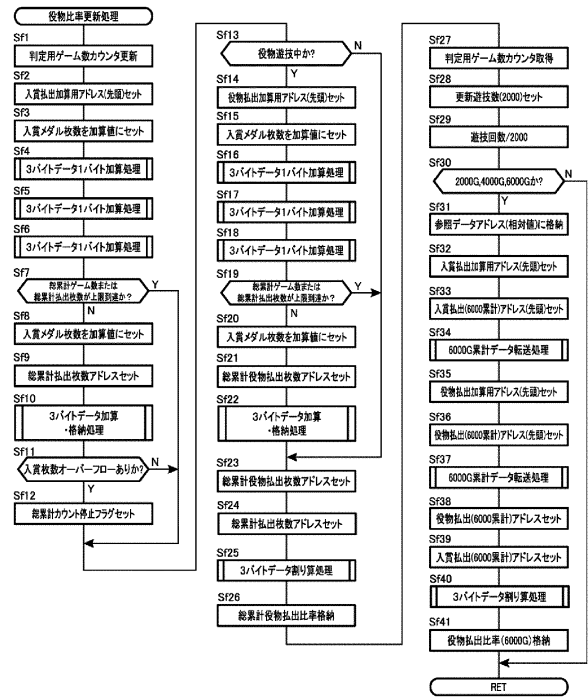 役物比率更新処理
Sf1
判定用ゲーム数カウンタ更新
Sf2
入賞払出加算用アドレス(先頭)セット
Sf3
入賞メダル枚数を加算値にセット
Sf4
3バイトデータ1バイト加算処理
Sf5
3バイトデータ1バイト加算処理
Sf6
3バイトデータ1バイト加算処理
Sf7
総累計ゲーム数または
総累計払出枚数が上限到達か?
Y
N
Sf8
入賞メダル枚数を加算値にセット
Sf9
総累計払出枚数アドレスセット
Sf10
3バイトデータ加算
・格納処理
Sf11
入賞枚数オーバーフローありか?
N
Y
Sf12
総累計カウント停止フラグセット
Sf13
役物遊技中か?
N
Y
Sf14
役物払出加算用アドレス(先頭)セット
Sf15
入賞メダル枚数を加算値にセット
Sf16
3バイトデータ1バイト加算処理
Sf17
3バイトデータ1バイト加算処理
Sf18
3バイトデータ1バイト加算処理
Sf19
総累計ゲーム数または
総累計払出枚数が上限到達か?
Y
N
Sf20
入賞メダル枚数を加算値にセット
Sf21
総累計役物払出枚数アドレスセット
Sf22
3バイトデータ加算
・格納処理
Sf23
総累計役物払出枚数アドレスセット
Sf24
総累計払出枚数アドレスセット
Sf25
3バイトデータ割り算処理
Sf26
総累計役物払出比率格納
Sf27
判定用ゲーム数カウンタ取得
Sf28
更新遊技数(2000)セット
Sf29
遊技回数/2000
Sf30
2000G,4000G,6000Gか?
N
Y
Sf31
参照データアドレス(相対値)に格納
Sf32
入賞払出加算用アドレス(先頭)セット
Sf33
入賞払出(6000累計)アドレス(先頭)セット
Sf34
6000G累計データ転送処理
Sf35
役物払出加算用アドレス(先頭)セット
Sf36
役物払出(6000累計)アドレス(先頭)セット
Sf37
6000G累計データ転送処理
Sf38
役物払出(6000累計)アドレスセット
Sf39
入賞払出(6000累計)アドレスセット
Sf40
3バイトデータ割り算処理
Sf41
役物払出比率(6000G)格納
RET